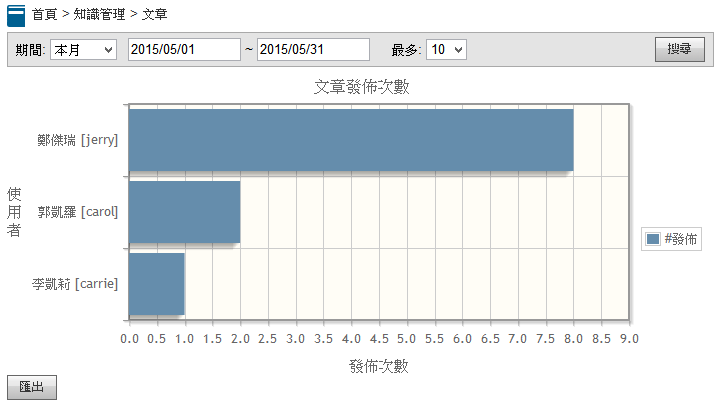 首頁 > 知識管理 > 文章
期間: 本月 2015/05/01 ~ 2015/05/31 最多: 10 搜尋
文章發佈次數
使用者
鄭傑瑞 [jerry]
郭凱羅 [carol]
李凱莉 [carrie]
#發佈
0.0 0.5 1.0 1.5 2.0 2.5 3.0 3.5 4.0 4.5 5.0 5.5 6.0 6.5 7.0 7.5 8.0 8.5 9.0
發佈次數
匯出